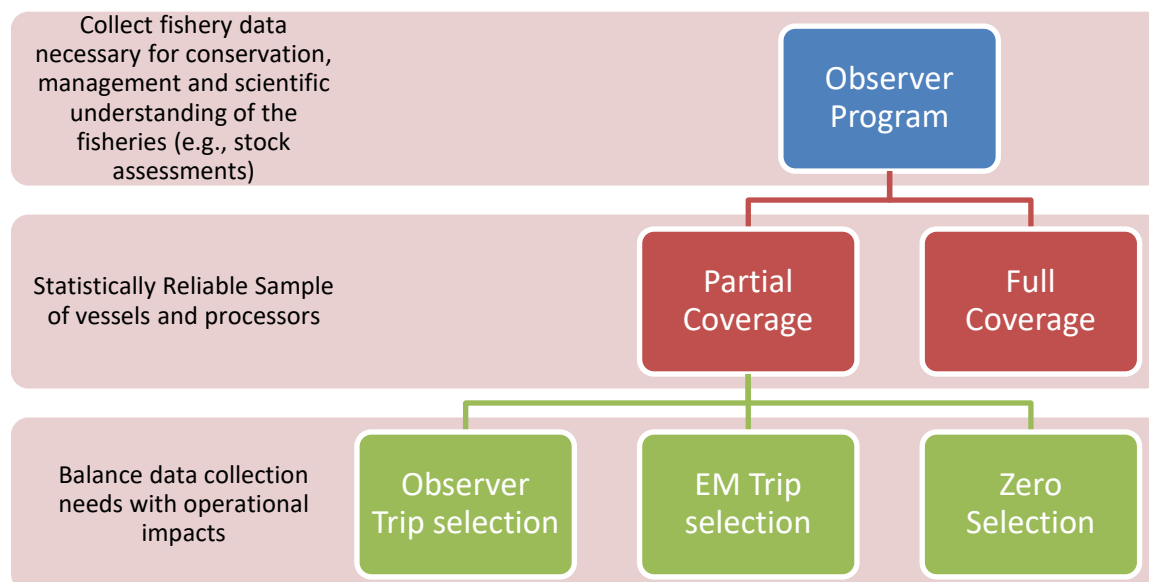 Collect fishery data
necessary for conservation,
management and scientific
understanding of the
fisheries (e.g., stock
assessments)
Observer
Program
Statistically Reliable Sample
of vessels and processors
Partial
Coverage
Full
Coverage
Balance data collection
needs with operational
impacts
Observer
Trip selection
EM Trip
selection
Zero
Selection